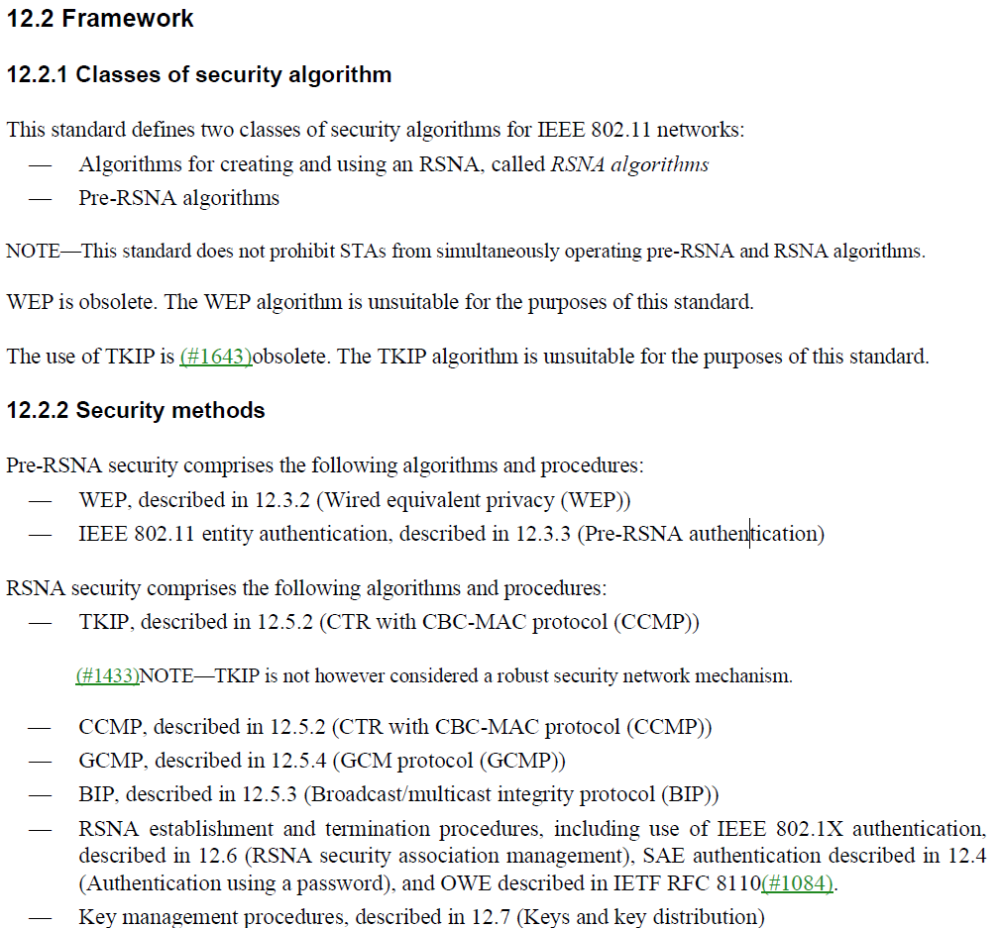 12.2 Framework
12.2.1 Classes of security algorithm
This standard defines two classes of security algorithms for IEEE 802.11 networks:
— Algorithms for creating and using an RSNA, called RSNA algorithms
— Pre-RSNA algorithms
NOTE—This standard does not prohibit STAs from simultaneously operating pre-RSNA and RSNA algorithms.
WEP is obsolete. The WEP algorithm is unsuitable for the purposes of this standard.
The use of TKIP is (#1643)obsolete. The TKIP algorithm is unsuitable for the purposes of this standard.
12.2.2 Security methods
Pre-RSNA security comprises the following algorithms and procedures:
— WEP, described in 12.3.2 (Wired equivalent privacy (WEP))
— IEEE 802.11 entity authentication, described in 12.3.3 (Pre-RSNA authentication)
RSNA security comprises the following algorithms and procedures:
— TKIP, described in 12.5.2 (CTR with CBC-MAC protocol (CCMP))
(#1433)NOTE—TKIP is not however considered a robust security network mechanism.
— CCMP, described in 12.5.2 (CTR with CBC-MAC protocol (CCMP))
— GCMP, described in 12.5.4 (GCM protocol (GCMP))
— BIP, described in 12.5.3 (Broadcast/multicast integrity protocol (BIP))
— RSNA establishment and termination procedures, including use of IEEE 802.1X authentication,
described in 12.6 (RSNA security association management), SAE authentication described in 12.4
(Authentication using a password), and OWE described in IETF RFC 8110(#1084).
— Key management procedures, described in 12.7 (Keys and key distribution)